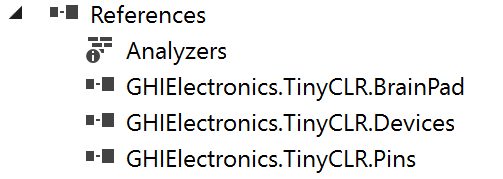 References
Analyzers
GHIElectronics.TinyCLR.BrainPad
GHIElectronics.TinyCLR.Devices
GHIElectronics.TinyCLR.Pins